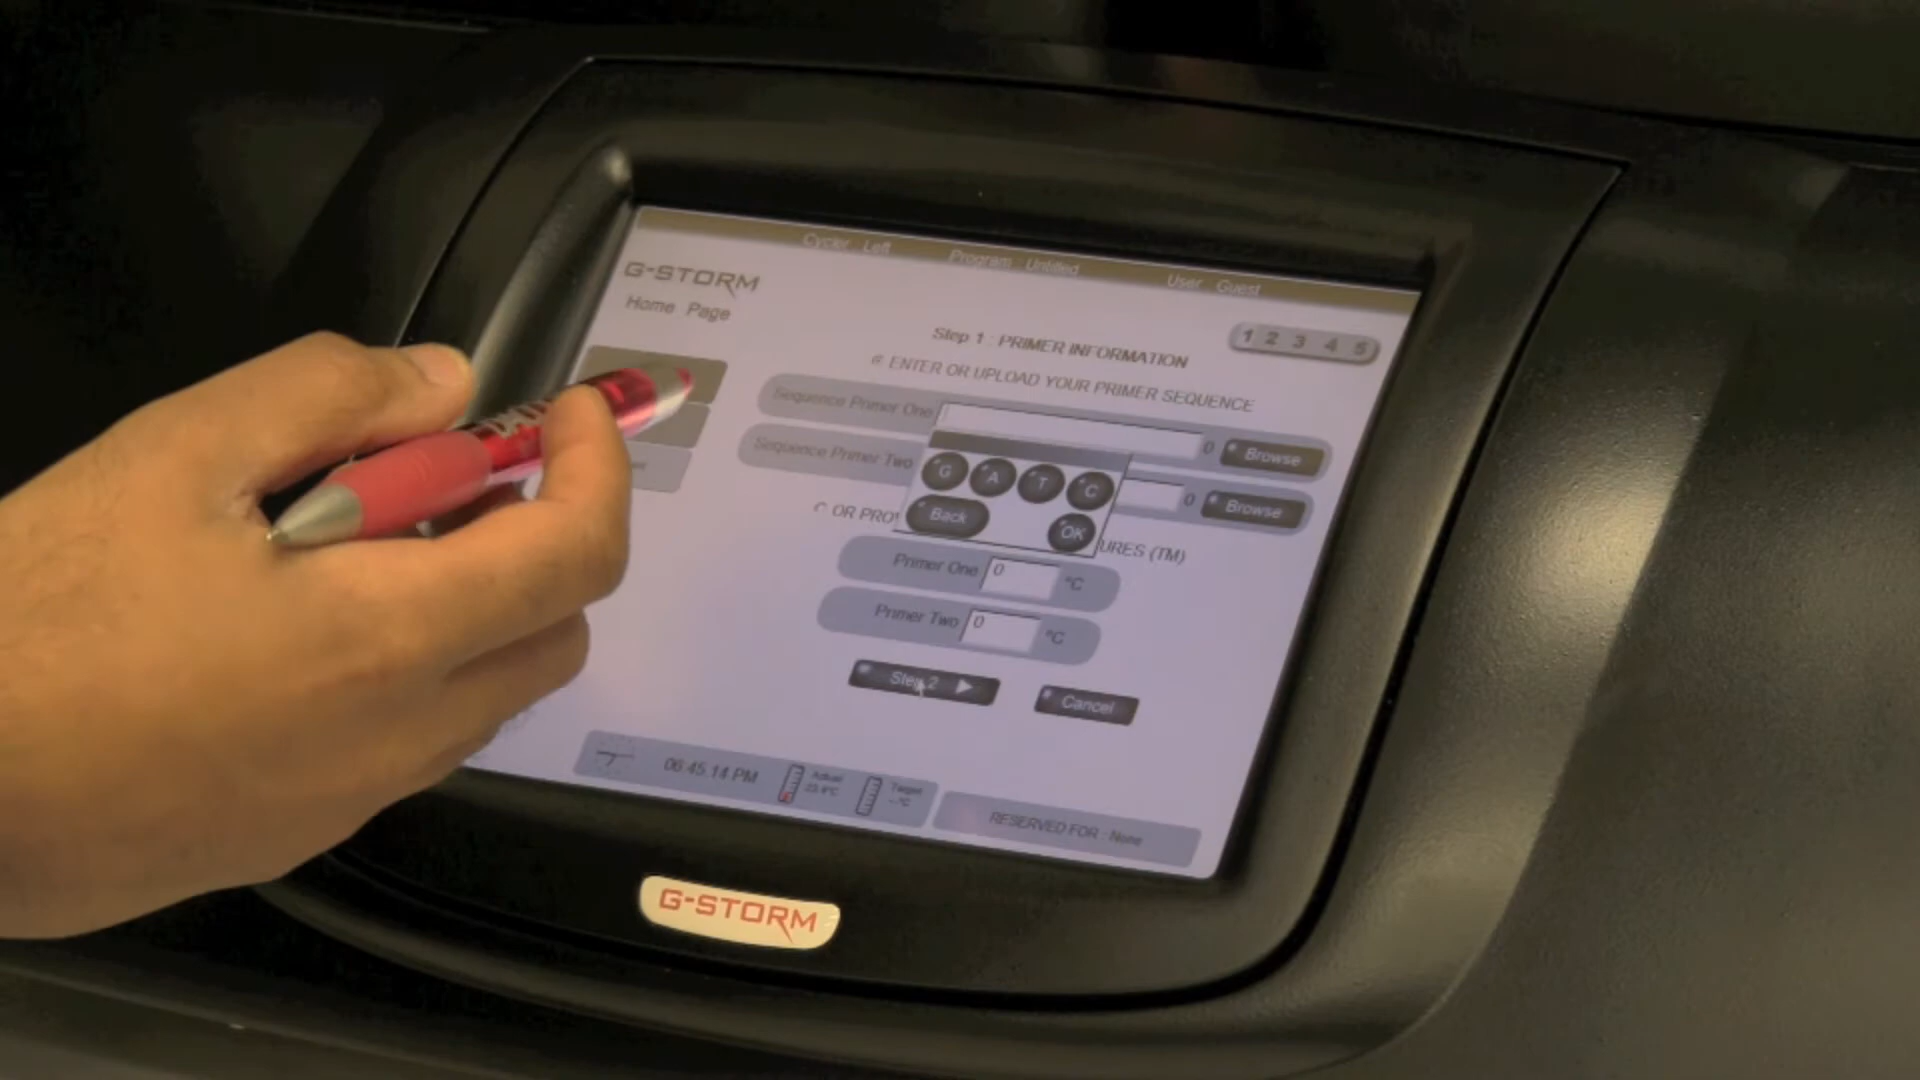 Cycler Left Program Untitled User Guest
G-STORM
Home Page
1 2 3 4 5
Step 1 : PRIMER INFORMATION
ENTER OR UPLOAD YOUR PRIMER SEQUENCE
Sequence Primer One 0 Browse
Sequence Primer Two 0 Browse
G A T C
Back OK
OR PRO URES (TM)
Primer One 0 °C
Primer Two 0 °C
Step 2 Cancel
06.45.14 PM Actual Target
RESERVED FOR : None
G-STORM